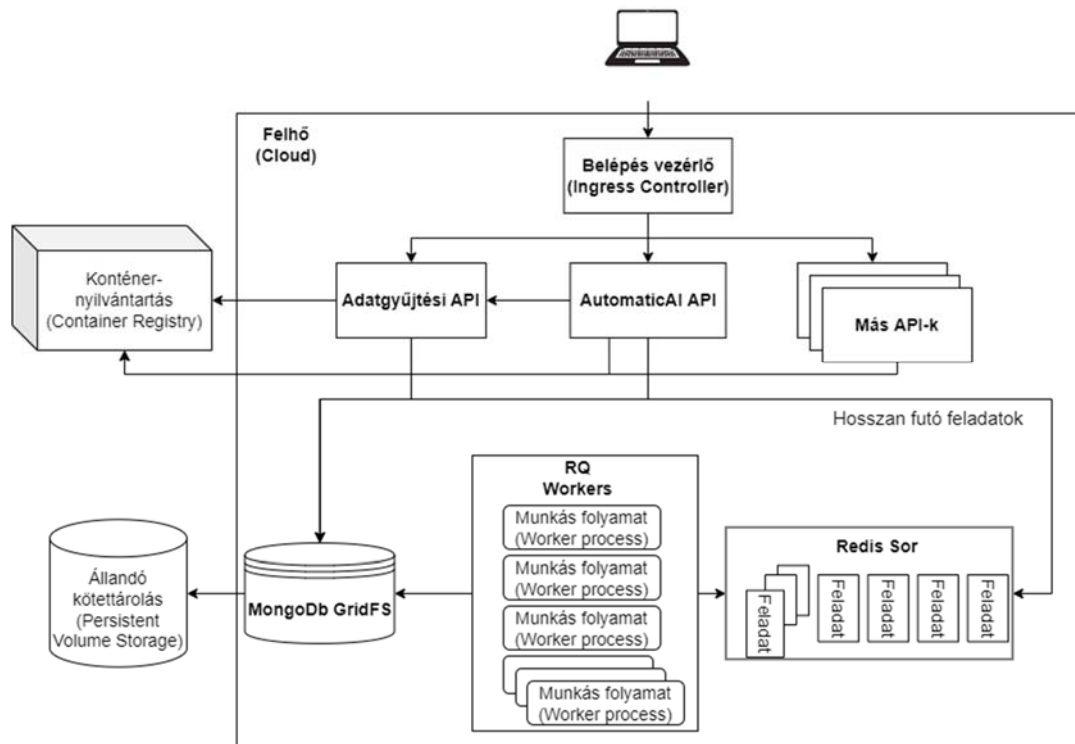 Felhő
(Cloud)
Belépés vezérlő
(Ingress Controller)
Konténer-
nyilvántartás
(Container Registry)
Adatgyűjtési API
AutomaticAI API
Más API-k
Hosszan futó feladatok
RQ
Workers
Munkás folyamat
(Worker process)
Munkás folyamat
(Worker process)
Munkás folyamat
(Worker process)
Munkás folyamat
(Worker process)
Állandó
kötettárolás
(Persistent
Volume Storage)
MongoDb GridFS
Redis Sor
Feladat
Feladat
Feladat
Feladat
Feladat